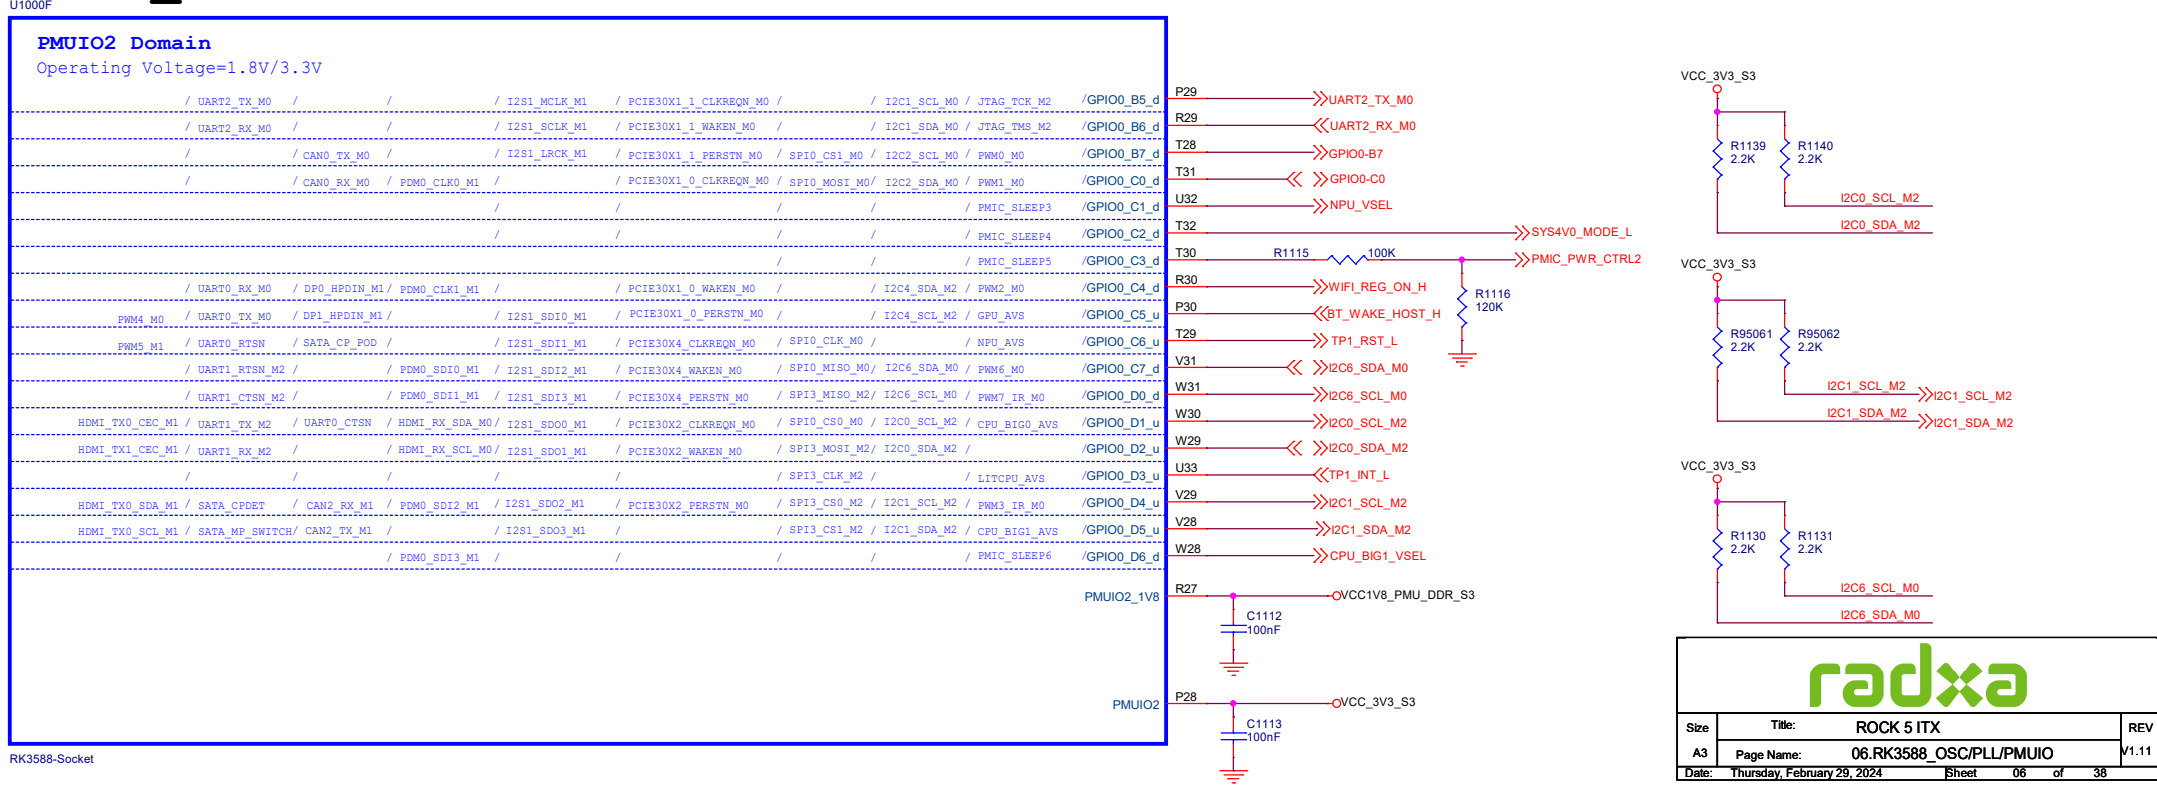 U1000F
PMUIO2 Domain
Operating Voltage=1.8V/3.3V
/ UART2_TX_M0 / / / I2S1_MCLK_M1 / PCIE30X1_1_CLKREQN_M0 / / I2C1_SCL_M0 / JTAG_TCK_M2 /GPIO0_B5_d P29 UART2_TX_M0
/ UART2_RX_M0 / / / I2S1_SCLK_M1 / PCIE30X1_1_WAKEN_M0 / / I2C1_SDA_M0 / JTAG_TMS_M2 /GPIO0_B6_d R29 UART2_RX_M0
/ / CAN0_TX_M0 / / I2S1_LRCK_M1 / PCIE30X1_1_PERSTN_M0 / SPI0_CS1_M0 / I2C2_SCL_M0 / PWM0_M0 /GPIO0_B7_d T28 GPIO0-B7
/ / CAN0_RX_M0 / PDM0_CLK0_M1 / / PCIE30X1_0_CLKREQN_M0 / SPI0_MOSI_M0/ I2C2_SDA_M0 / PWM1_M0 /GPIO0_C0_d T31 GPIO0-C0
/ / / / / PMIC_SLEEP3 /GPIO0_C1_d U32 NPU_VSEL
/ / / / / PMIC_SLEEP4 /GPIO0_C2_d T32 SYS4V0_MODE_L
/ / / PMIC_SLEEP5 /GPIO0_C3_d T30 R1115 100K PMIC_PWR_CTRL2
/ UART0_RX_M0 / DP0_HPDIN_M1/ PDM0_CLK1_M1 / / PCIE30X1_0_WAKEN_M0 / / I2C4_SDA_M2 / PWM2_M0 /GPIO0_C4_d R30 WIFI_REG_ON_H
R1116
120K
PWM4_M0 / UART0_TX_M0 / DP1_HPDIN_M1/ / I2S1_SDI0_M1 / PCIE30X1_0_PERSTN_M0 / / I2C4_SCL_M2 / GPU_AVS /GPIO0_C5_u P30 BT_WAKE_HOST_H
PWM5_M1 / UART0_RTSN / SATA_CP_POD / / I2S1_SDI1_M1 / PCIE30X4_CLKREQN_M0 / SPI0_CLK_M0 / / NPU_AVS /GPIO0_C6_u T29 TP1_RST_L
/ UART1_RTSN_M2 / / PDM0_SDI0_M1 / I2S1_SDI2_M1 / PCIE30X4_WAKEN_M0 / SPI0_MISO_M0/ I2C6_SDA_M0 / PWM6_M0 /GPIO0_C7_d V31 I2C6_SDA_M0
/ UART1_CTSN_M2 / / PDM0_SDI1_M1 / I2S1_SDI3_M1 / PCIE30X4_PERSTN_M0 / SPI3_MISO_M2/ I2C6_SCL_M0 / PWM7_IR_M0 /GPIO0_D0_d W31 I2C6_SCL_M0
HDMI_TX0_CEC_M1 / UART1_TX_M2 / UART0_CTSN / HDMI_RX_SDA_M0/ I2S1_SDO0_M1 / PCIE30X2_CLKREQN_M0 / SPI0_CS0_M0 / I2C0_SCL_M2 / CPU_BIG0_AVS /GPIO0_D1_u W30 I2C0_SCL_M2
HDMI_TX1_CEC_M1 / UART1_RX_M2 / / HDMI_RX_SCL_M0/ I2S1_SDO1_M1 / PCIE30X2_WAKEN_M0 / SPI3_MOSI_M2/ I2C0_SDA_M2 / /GPIO0_D2_u W29 I2C0_SDA_M2
/ / / / / / SPI3_CLK_M2 / / LITCPU_AVS /GPIO0_D3_u U33 TP1_INT_L
HDMI_TX0_SDA_M1 / SATA_CPDET / CAN2_RX_M1 / PDM0_SDI2_M1 / I2S1_SDO2_M1 / PCIE30X2_PERSTN_M0 / SPI3_CS0_M2 / I2C1_SCL_M2 / PWM3_IR_M0 /GPIO0_D4_u V29 I2C1_SCL_M2
HDMI_TX0_SCL_M1 / SATA_MP_SWITCH/ CAN2_TX_M1 / / I2S1_SDO3_M1 / / SPI3_CS1_M2 / I2C1_SDA_M2 / CPU_BIG1_AVS /GPIO0_D5_u V28 I2C1_SDA_M2
/ PDM0_SDI3_M1 / / / / / PMIC_SLEEP6 /GPIO0_D6_d W28 CPU_BIG1_VSEL
PMUIO2_1V8 R27 VCC1V8_PMU_DDR_S3
C1112
100nF
PMUIO2 P28 VCC_3V3_S3
C1113
100nF
RK3588-Socket
VCC_3V3_S3
R1139 R1140
2.2K 2.2K
I2C0_SCL_M2
I2C0_SDA_M2
VCC_3V3_S3
R95061 R95062
2.2K 2.2K
I2C1_SCL_M2 I2C1_SCL_M2
I2C1_SDA_M2 I2C1_SDA_M2
VCC_3V3_S3
R1130 R1131
2.2K 2.2K
I2C6_SCL_M0
I2C6_SDA_M0
radxa
Size Title: ROCK 5 ITX REV
A3 Page Name: 06.RK3588_OSC/PLL/PMUIO V1.11
Date: Thursday, February 29, 2024 Sheet 06 of 38